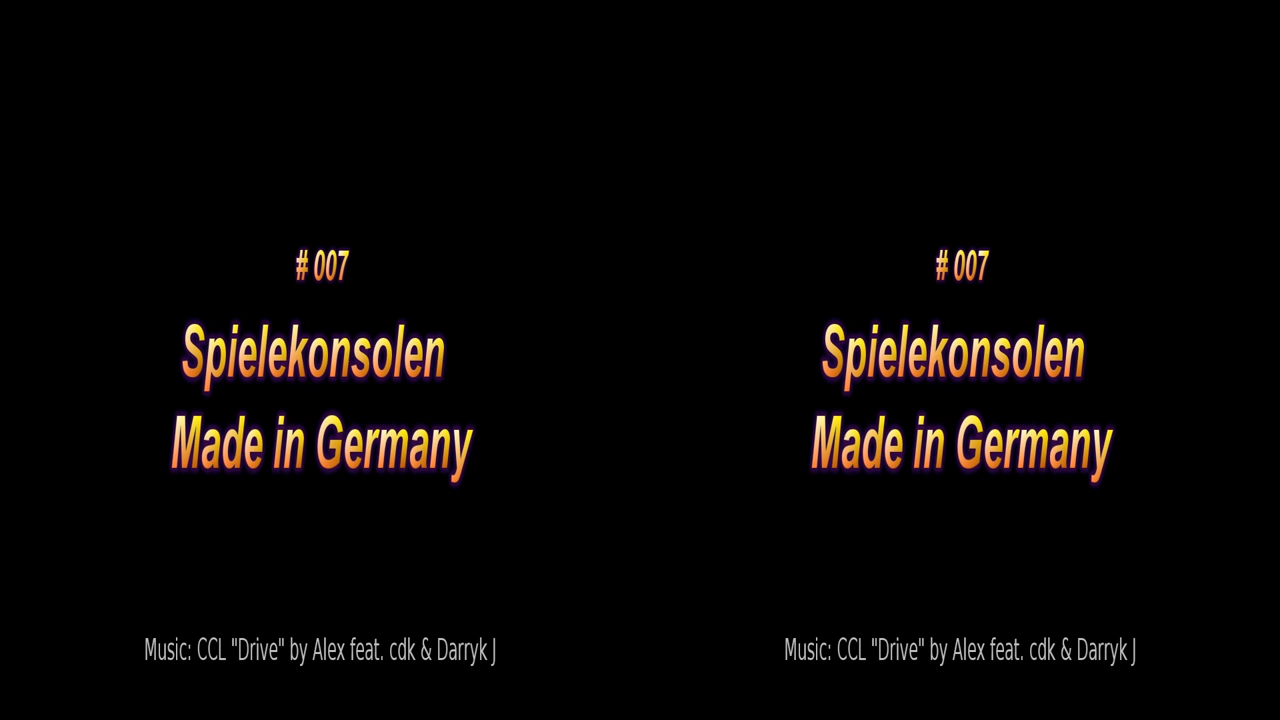 # 007
Spielekonsolen
Made in Germany
Music: CCL "Drive" by Alex feat. cdk & Darryk J
# 007
Spielekonsolen
Made in Germany
Music: CCL "Drive" by Alex feat. cdk & Darryk J